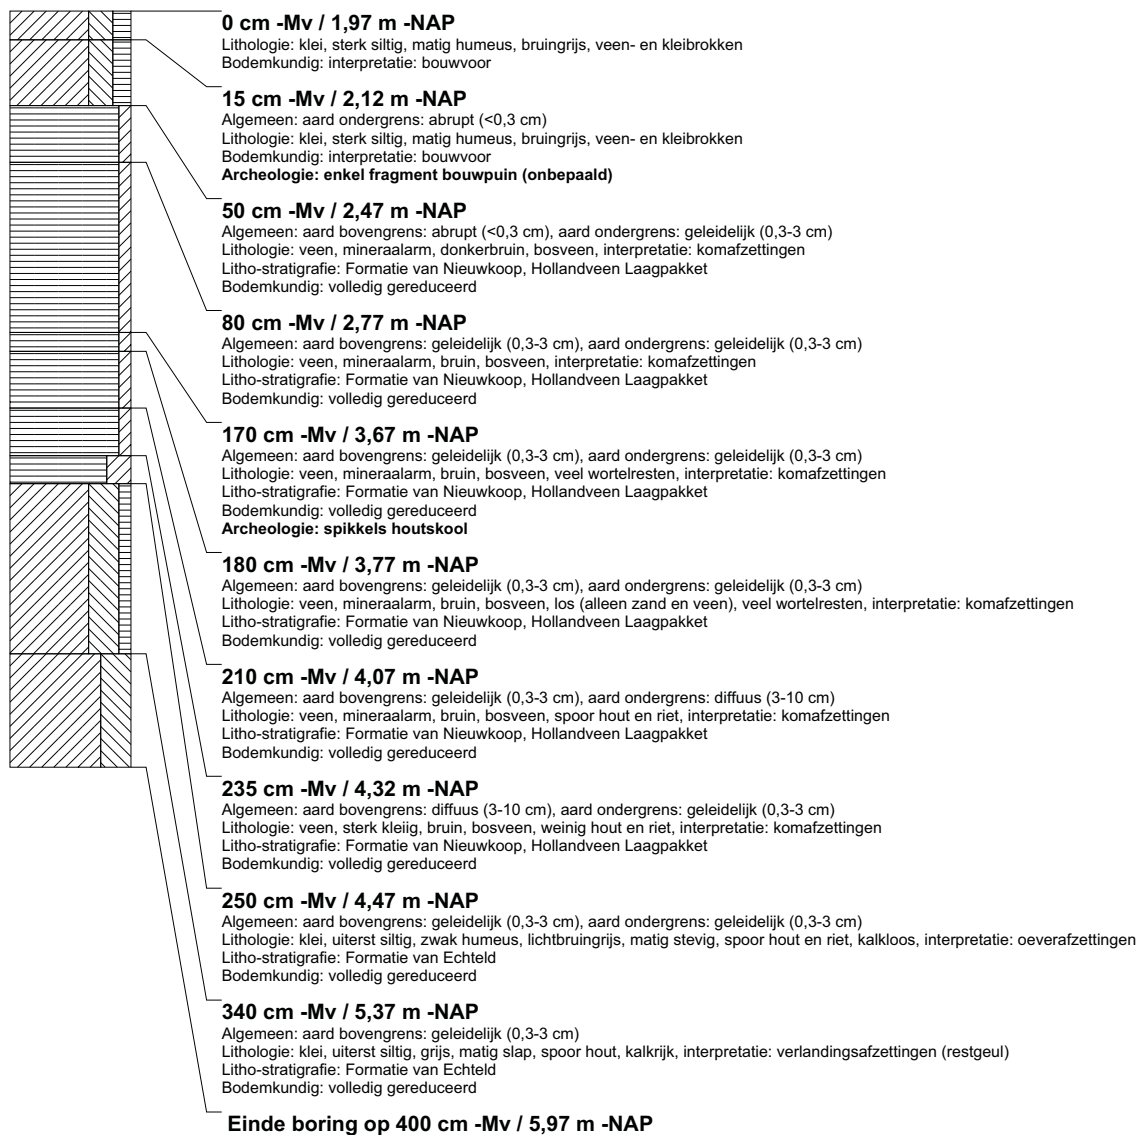 0 cm -Mv / 1,97 m -NAP
Lithologie: klei, sterk siltig, matig humeus, bruingrijs, veen- en kleibrokken
Bodemkundig: interpretatie: bouwvoor
15 cm -Mv / 2,12 m -NAP
Algemeen: aard ondergrens: abrupt (<0,3 cm)
Lithologie: klei, sterk siltig, matig humeus, bruingrijs, veen- en kleibrokken
Bodemkundig: interpretatie: bouwvoor
Archeologie: enkel fragment bouwpuin (onbepaald)
50 cm -Mv / 2,47 m -NAP
Algemeen: aard bovengrens: abrupt (<0,3 cm), aard ondergrens: geleidelijk (0,3-3 cm)
Lithologie: veen, mineraalarm, donkerbruin, bosveen, interpretatie: komafzettingen
Litho-stratigrafie: Formatie van Nieuwkoop, Hollandveen Laagpakket
Bodemkundig: volledig gereduceerd
80 cm -Mv / 2,77 m -NAP
Algemeen: aard bovengrens: geleidelijk (0,3-3 cm), aard ondergrens: geleidelijk (0,3-3 cm)
Lithologie: veen, mineraalarm, bruin, bosveen, interpretatie: komafzettingen
Litho-stratigrafie: Formatie van Nieuwkoop, Hollandveen Laagpakket
Bodemkundig: volledig gereduceerd
170 cm -Mv / 3,67 m -NAP
Algemeen: aard bovengrens: geleidelijk (0,3-3 cm), aard ondergrens: geleidelijk (0,3-3 cm)
Lithologie: veen, mineraalarm, bruin, bosveen, veel wortelresten, interpretatie: komafzettingen
Litho-stratigrafie: Formatie van Nieuwkoop, Hollandveen Laagpakket
Bodemkundig: volledig gereduceerd
Archeologie: spikkels houtskool
180 cm -Mv / 3,77 m -NAP
Algemeen: aard bovengrens: geleidelijk (0,3-3 cm), aard ondergrens: geleidelijk (0,3-3 cm)
Lithologie: veen, mineraalarm, bruin, bosveen, los (alleen zand en veen), veel wortelresten, interpretatie: komafzettingen
Litho-stratigrafie: Formatie van Nieuwkoop, Hollandveen Laagpakket
Bodemkundig: volledig gereduceerd
210 cm -Mv / 4,07 m -NAP
Algemeen: aard bovengrens: geleidelijk (0,3-3 cm), aard ondergrens: diffuus (3-10 cm)
Lithologie: veen, mineraalarm, bruin, bosveen, spoor hout en riet, interpretatie: komafzettingen
Litho-stratigrafie: Formatie van Nieuwkoop, Hollandveen Laagpakket
Bodemkundig: volledig gereduceerd
235 cm -Mv / 4,32 m -NAP
Algemeen: aard bovengrens: diffuus (3-10 cm), aard ondergrens: geleidelijk (0,3-3 cm)
Lithologie: veen, sterk kleiig, bruin, bosveen, weinig hout en riet, interpretatie: komafzettingen
Litho-stratigrafie: Formatie van Nieuwkoop, Hollandveen Laagpakket
Bodemkundig: volledig gereduceerd
250 cm -Mv / 4,47 m -NAP
Algemeen: aard bovengrens: geleidelijk (0,3-3 cm), aard ondergrens: geleidelijk (0,3-3 cm)
Lithologie: klei, uiterst siltig, zwak humeus, lichtbruingrijs, matig stevig, spoor hout en riet, kalkloos, interpretatie: oeverafzettingen
Litho-stratigrafie: Formatie van Echteld
Bodemkundig: volledig gereduceerd
340 cm -Mv / 5,37 m -NAP
Algemeen: aard bovengrens: geleidelijk (0,3-3 cm)
Lithologie: klei, uiterst siltig, grijs, matig slap, spoor hout, kalkrijk, interpretatie: verlandingsafzettingen (restgeul)
Litho-stratigrafie: Formatie van Echteld
Bodemkundig: volledig gereduceerd
Einde boring op 400 cm -Mv / 5,97 m -NAP